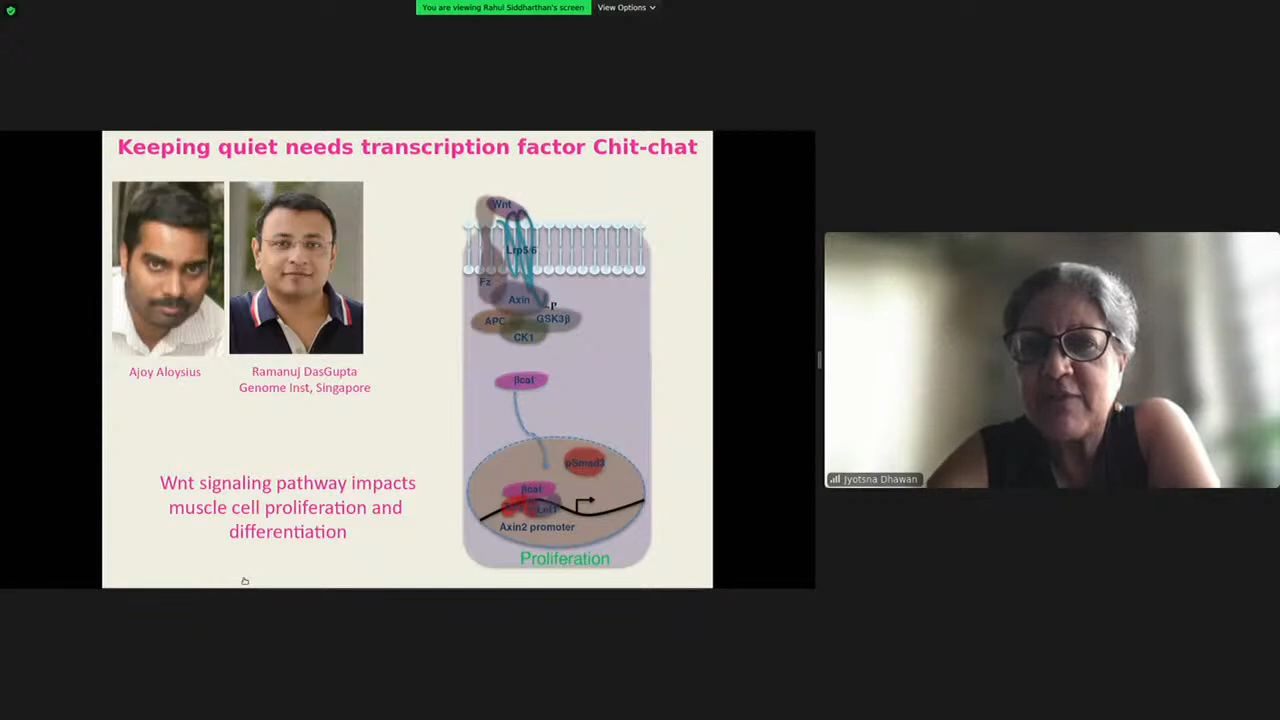 You are viewing Rahul Siddharthan's screen
View Options
Keeping quiet needs transcription factor Chit-chat
Ajoy Aloysius
Ramanuj DasGupta
Genome Inst, Singapore
Wnt signaling pathway impacts
muscle cell proliferation and
differentiation
Wnt
Lrp5/6
Fz
Axin
P
APC
GSK3β
CK1
βcat
pSmad3
βcat
Lef1
Axin2 promoter
Proliferation
Jyotsna Dhawan